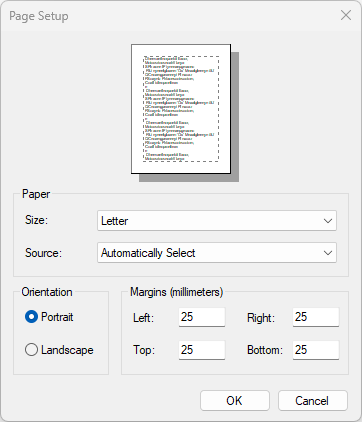 Page Setup
Paper
Size:
Letter
Source:
Automatically Select
Orientation
Portrait
Landscape
Margins (millimeters)
Left: 25 Right: 25
Top: 25 Bottom: 25
OK Cancel